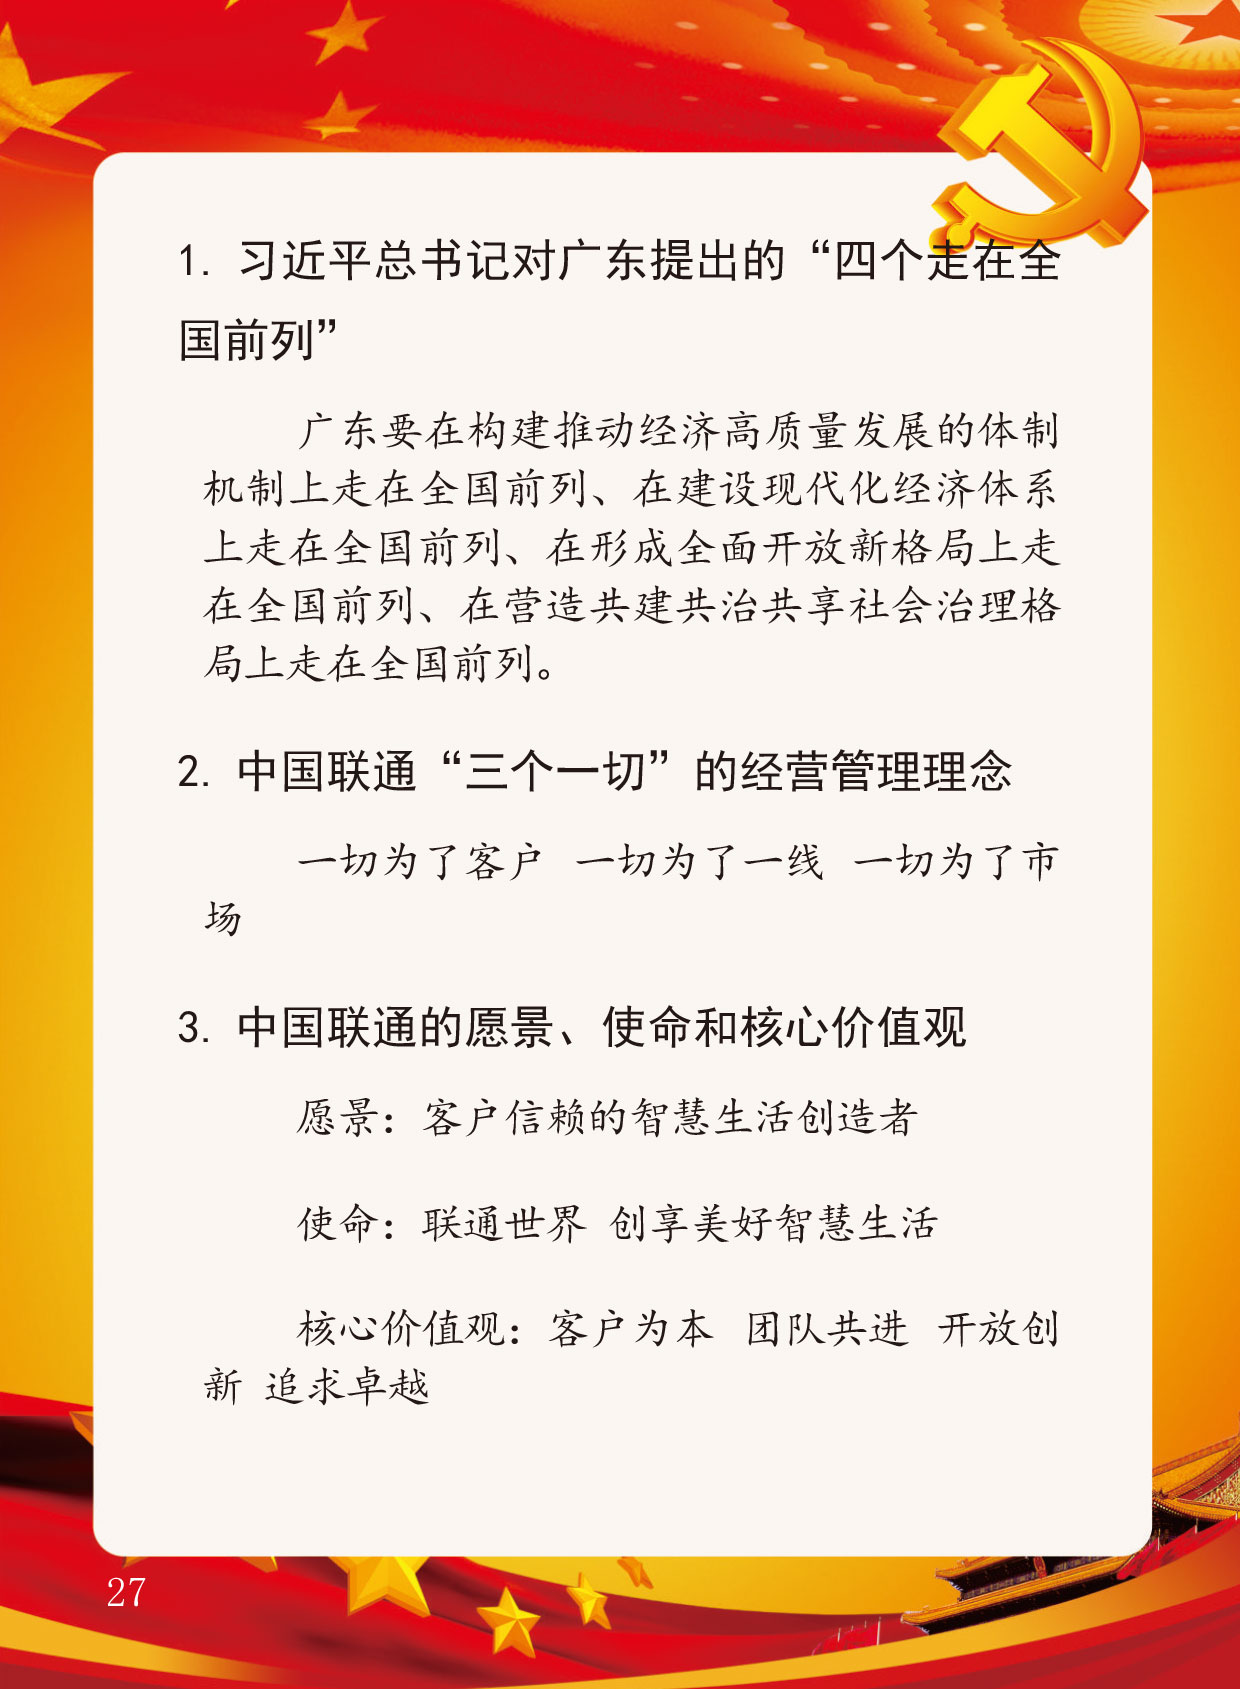 1. 习近平总书记对广东提出的“四个走在全
国前列”
广东要在构建推动经济高质量发展的体制
机制上走在全国前列、在建设现代化经济体系
上走在全国前列、在形成全面开放新格局上走
在全国前列、在营造共建共治共享社会治理格
局上走在全国前列。
2. 中国联通“三个一切”的经营管理理念
一切为了客户 一切为了一线 一切为了市
场
3. 中国联通的愿景、使命和核心价值观
愿景：客户信赖的智慧生活创造者
使命：联通世界 创享美好智慧生活
核心价值观：客户为本 团队共进 开放创
新 追求卓越
27